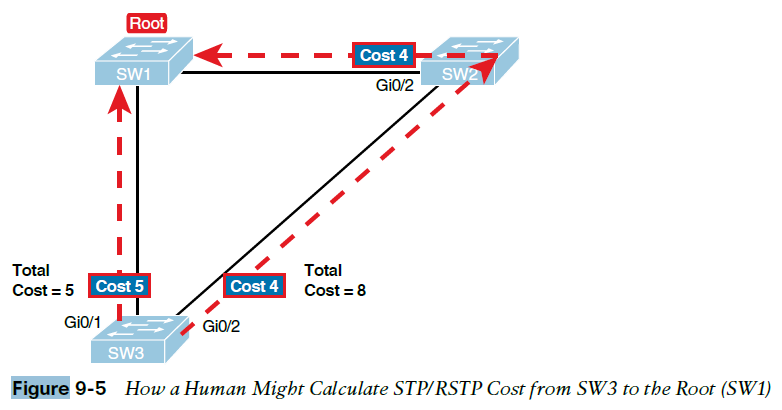 Root
Cost 4
SW1
SW2
Gi0/2
Total
Cost = 5
Cost 5
Cost 4
Total
Cost = 8
Gi0/1
Gi0/2
SW3
Figure 9-5 How a Human Might Calculate STP/RSTP Cost from SW3 to the Root (SW1)